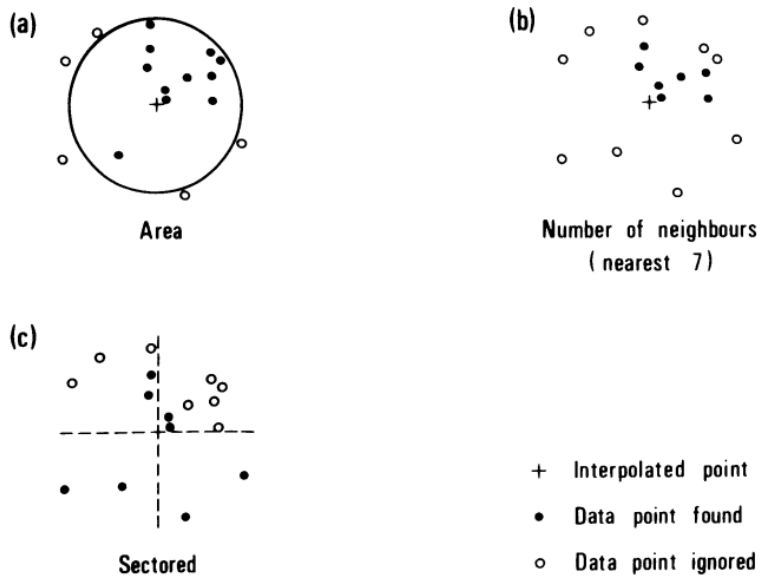 (a)
Area
(b)
Number of neighbours
( nearest 7 )
(c)
Sectored
Interpolated point
Data point found
Data point ignored